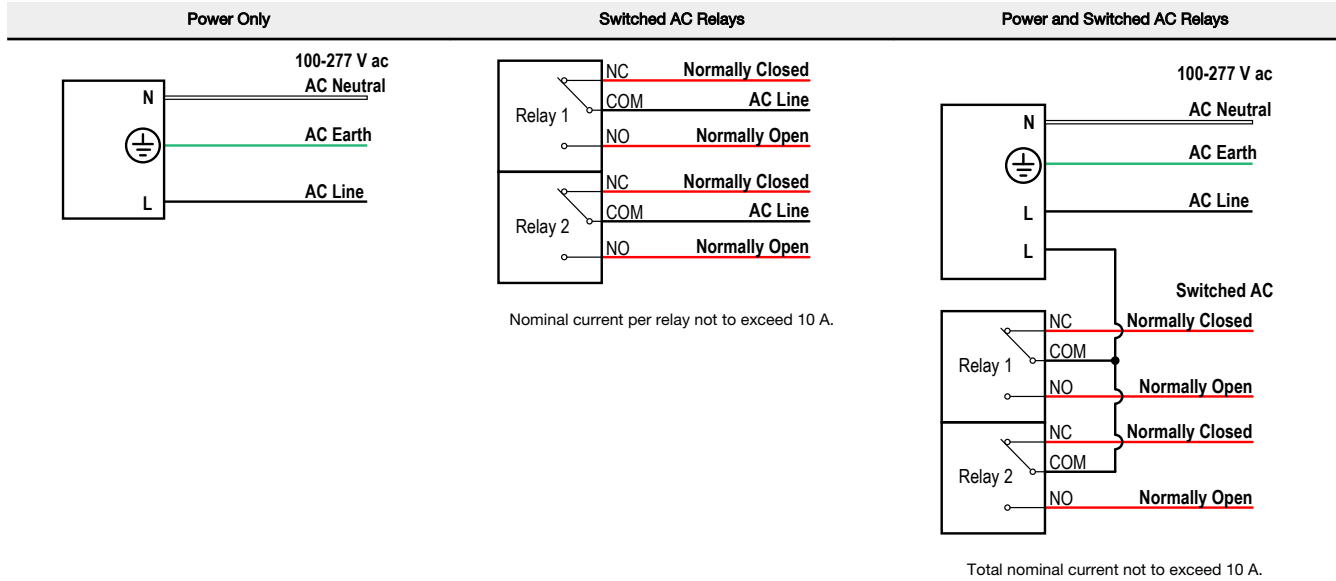 Power Only
Switched AC Relays
Power and Switched AC Relays
100-277 V ac
N
AC Neutral
AC Earth
L
AC Line
Relay 1
NC
Normally Closed
COM
AC Line
NO
Normally Open
Relay 2
NC
Normally Closed
COM
AC Line
NO
Normally Open
Nominal current per relay not to exceed 10 A.
100-277 V ac
N
AC Neutral
AC Earth
L
AC Line
L
Switched AC
Relay 1
NC
Normally Closed
COM
NO
Normally Open
Relay 2
NC
Normally Closed
COM
NO
Normally Open
Total nominal current not to exceed 10 A.